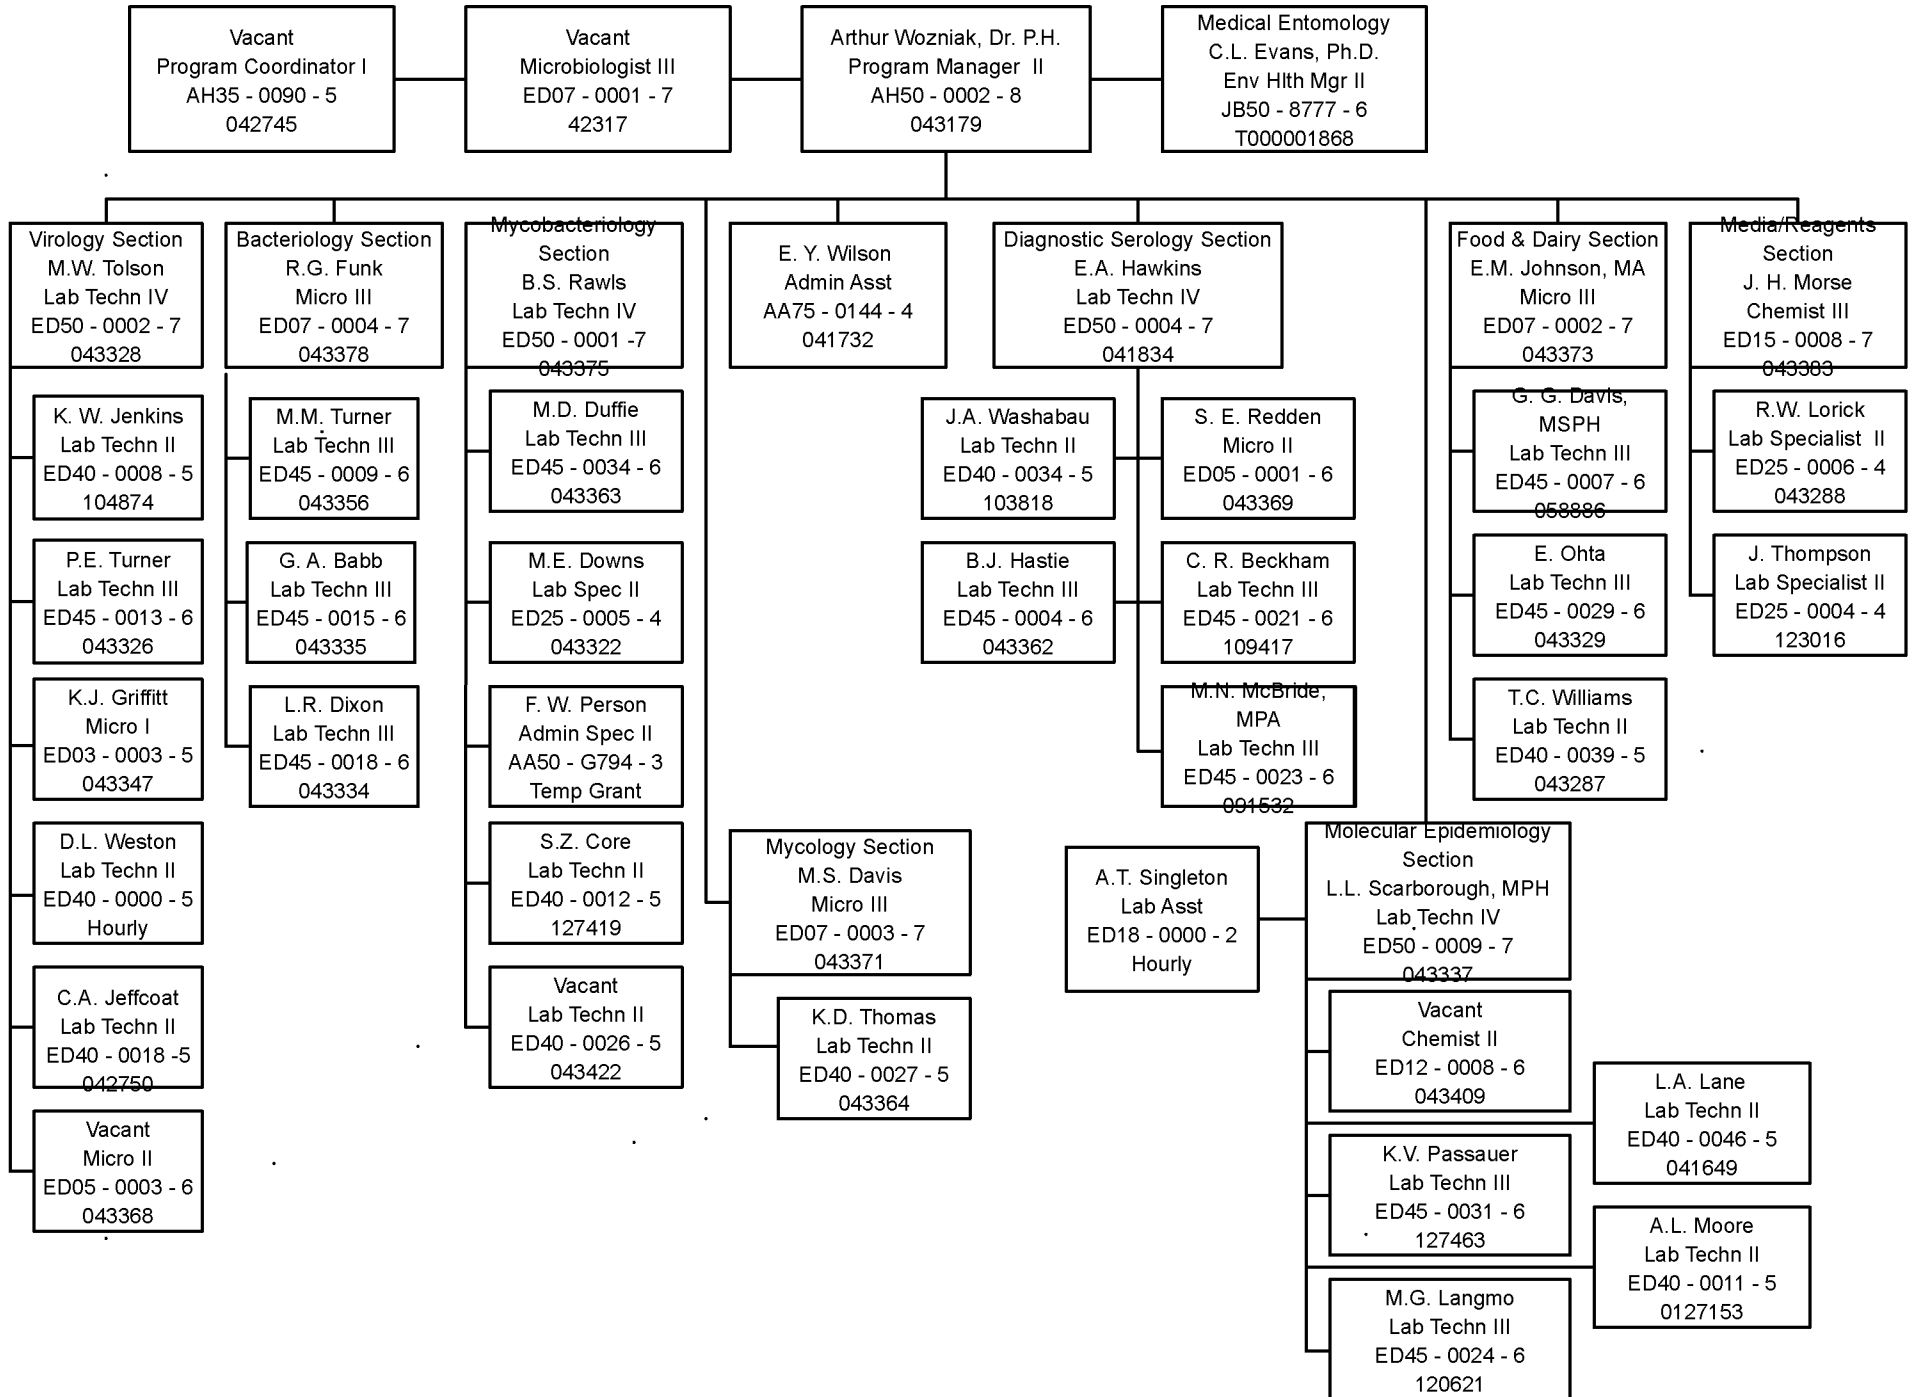 Vacant
Program Coordinator I
AH35 - 0090 - 5
042745
Vacant
Microbiologist III
ED07 - 0001 - 7
42317
Arthur Wozniak, Dr. P.H.
Program Manager  II
AH50 - 0002 - 8
043179
Medical Entomology
C.L. Evans, Ph.D.
Env Hlth Mgr II
JB50 - 8777 - 6
T000001868
Virology Section
M.W. Tolson
Lab Techn IV
ED50 - 0002 - 7
043328
K. W. Jenkins
Lab Techn II
ED40 - 0008 - 5
104874
P.E. Turner
Lab Techn III
ED45 - 0013 - 6
043326
K.J. Griffitt
Micro I
ED03 - 0003 - 5
043347
D.L. Weston
Lab Techn II
ED40 - 0000 - 5
Hourly
C.A. Jeffcoat
Lab Techn II
ED40 - 0018 -5
042750
Vacant
Micro II
ED05 - 0003 - 6
043368
Bacteriology Section
R.G. Funk
Micro III
ED07 - 0004 - 7
043378
M.M. Turner
Lab Techn III
ED45 - 0009 - 6
043356
G. A. Babb
Lab Techn III
ED45 - 0015 - 6
043335
L.R. Dixon
Lab Techn III
ED45 - 0018 - 6
043334
Mycobacteriology
Section
B.S. Rawls
Lab Techn IV
ED50 - 0001 -7
043375
M.D. Duffie
Lab Techn III
ED45 - 0034 - 6
043363
M.E. Downs
Lab Spec II
ED25 - 0005 - 4
043322
F. W. Person
Admin Spec II
AA50 - G794 - 3
Temp Grant
S.Z. Core
Lab Techn II
ED40 - 0012 - 5
127419
Vacant
Lab Techn II
ED40 - 0026 - 5
043422
Mycology Section
M.S. Davis
Micro III
ED07 - 0003 - 7
043371
K.D. Thomas
Lab Techn II
ED40 - 0027 - 5
043364
E. Y. Wilson
Admin Asst
AA75 - 0144 - 4
041732
Diagnostic Serology Section
E.A. Hawkins
Lab Techn IV
ED50 - 0004 - 7
041834
J.A. Washabau
Lab Techn II
ED40 - 0034 - 5
103818
S. E. Redden
Micro II
ED05 - 0001 - 6
043369
B.J. Hastie
Lab Techn III
ED45 - 0004 - 6
043362
C. R. Beckham
Lab Techn III
ED45 - 0021 - 6
109417
M.N. McBride,
MPA
Lab Techn III
ED45 - 0023 - 6
091532
Molecular Epidemiology
Section
L.L. Scarborough, MPH
Lab Techn IV
ED50 - 0009 - 7
043337
A.T. Singleton
Lab Asst
ED18 - 0000 - 2
Hourly
Vacant
Chemist II
ED12 - 0008 - 6
043409
L.A. Lane
Lab Techn II
ED40 - 0046 - 5
041649
K.V. Passauer
Lab Techn III
ED45 - 0031 - 6
127463
A.L. Moore
Lab Techn II
ED40 - 0011 - 5
0127153
M.G. Langmo
Lab Techn III
ED45 - 0024 - 6
120621
Food & Dairy Section
E.M. Johnson, MA
Micro III
ED07 - 0002 - 7
043373
G. G. Davis,
MSPH
Lab Techn III
ED45 - 0007 - 6
058886
E. Ohta
Lab Techn III
ED45 - 0029 - 6
043329
T.C. Williams
Lab Techn II
ED40 - 0039 - 5
043287
Media/Reagents
Section
J. H. Morse
Chemist III
ED15 - 0008 - 7
043383
R.W. Lorick
Lab Specialist  II
ED25 - 0006 - 4
043288
J. Thompson
Lab Specialist II
ED25 - 0004 - 4
123016